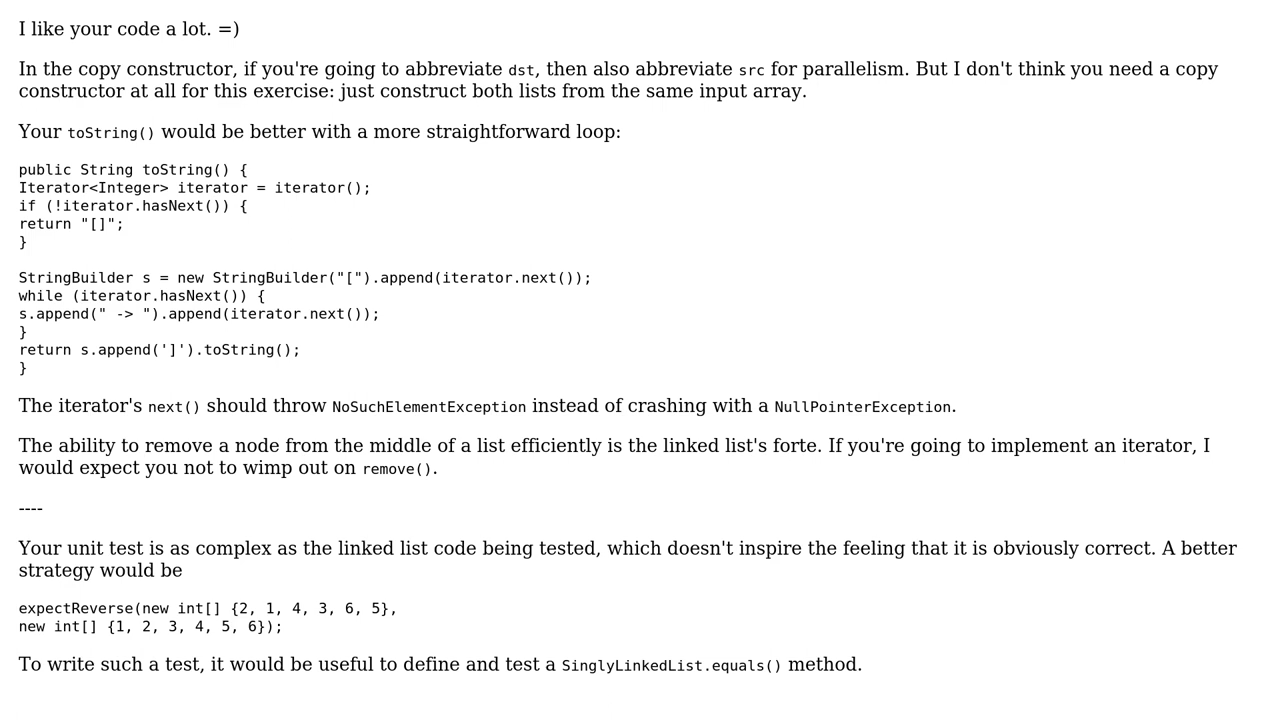 I like your code a lot. =)
In the copy constructor, if you're going to abbreviate dst, then also abbreviate src for parallelism. But I don't think you need a copy
constructor at all for this exercise: just construct both lists from the same input array.
Your toString() would be better with a more straightforward loop:
public String toString() {
Iterator<Integer> iterator = iterator();
if (!iterator.hasNext()) {
return "[]";
}
StringBuilder s = new StringBuilder("[").append(iterator.next());
while (iterator.hasNext()) {
s.append(" -> ").append(iterator.next());
}
return s.append(']').toString();
}
The iterator's next() should throw NoSuchElementException instead of crashing with a NullPointerException.
The ability to remove a node from the middle of a list efficiently is the linked list's forte. If you're going to implement an iterator, I
would expect you not to wimp out on remove().
----
Your unit test is as complex as the linked list code being tested, which doesn't inspire the feeling that it is obviously correct. A better
strategy would be
expectReverse(new int[] {2, 1, 4, 3, 6, 5},
new int[] {1, 2, 3, 4, 5, 6});
To write such a test, it would be useful to define and test a SinglyLinkedList.equals() method.